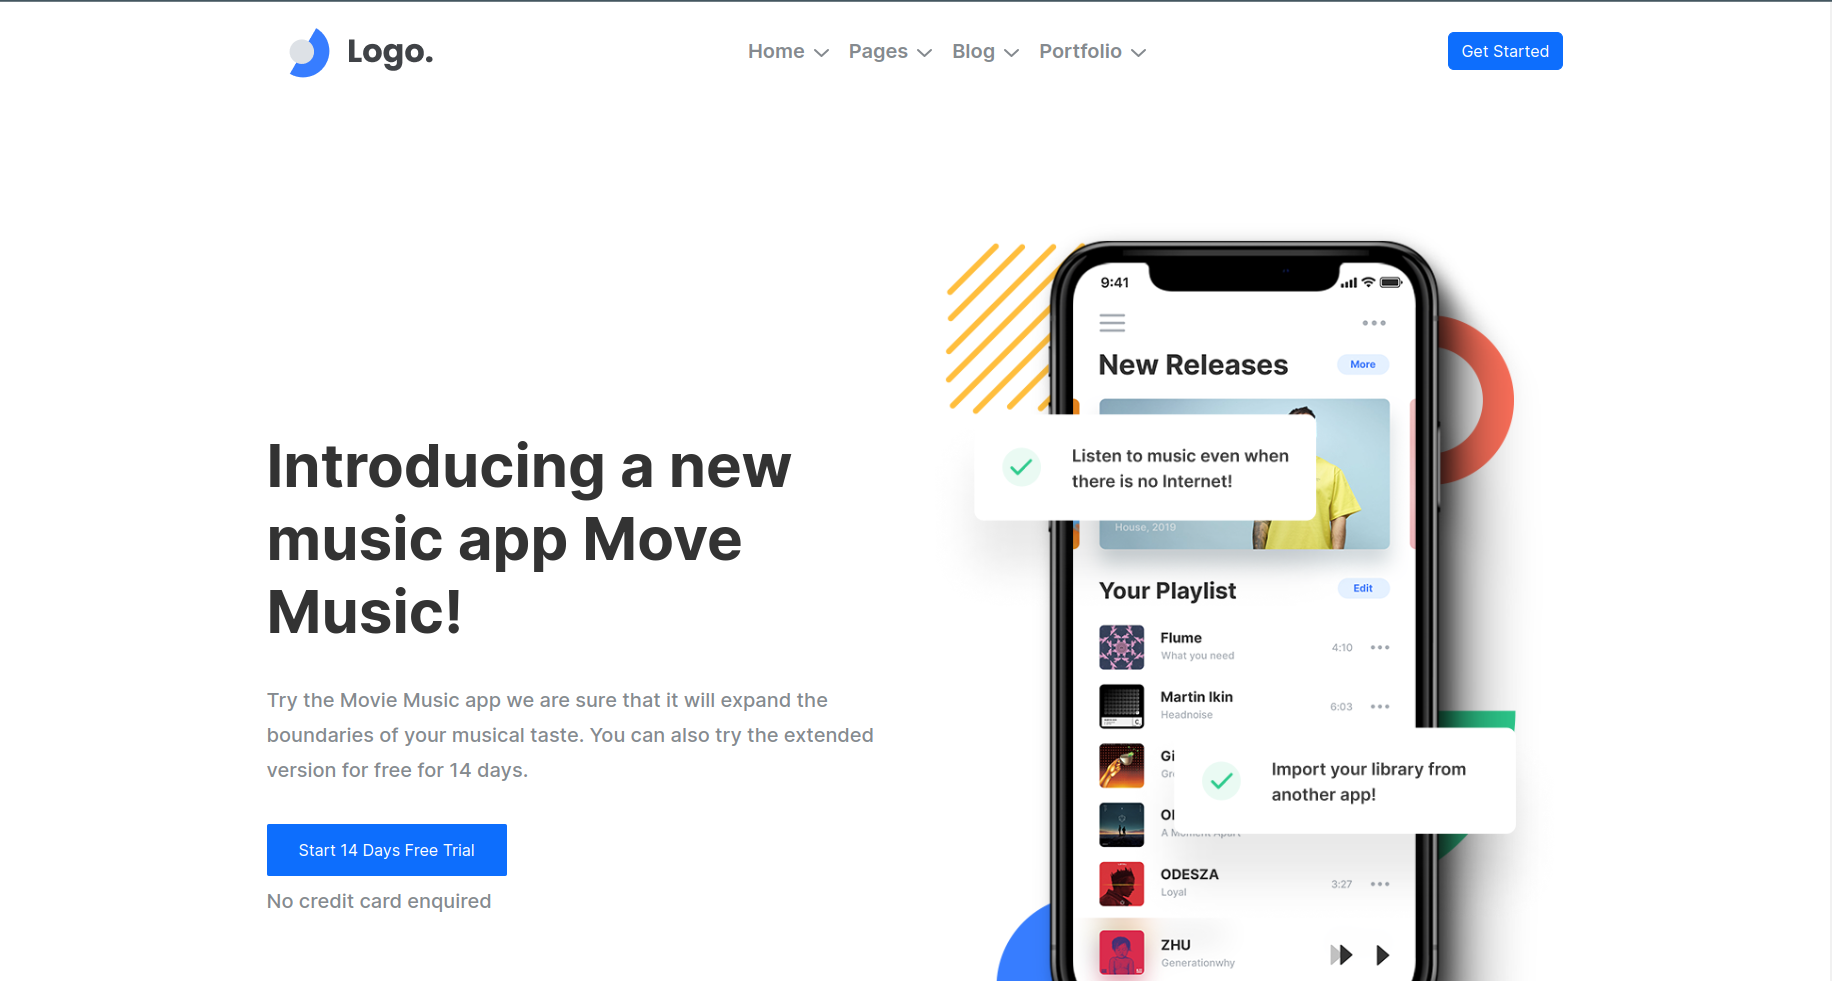 Logo.
Home
Pages
Blog
Portfolio
Get Started
Introducing a new
music app Move
Music!
Try the Movie Music app we are sure that it will expand the
boundaries of your musical taste. You can also try the extended
version for free for 14 days.
Start 14 Days Free Trial
No credit card enquired
9:41
New Releases
More
Listen to music even when
there is no Internet!
House, 2019
Your Playlist
Edit
Flume
4:10
What you need
Martin Ikin
6:03
Headnoise
Import your library from
another app!
A Moment Apart
ODESZA
3:27
Loyal
ZHU
Generationwhy